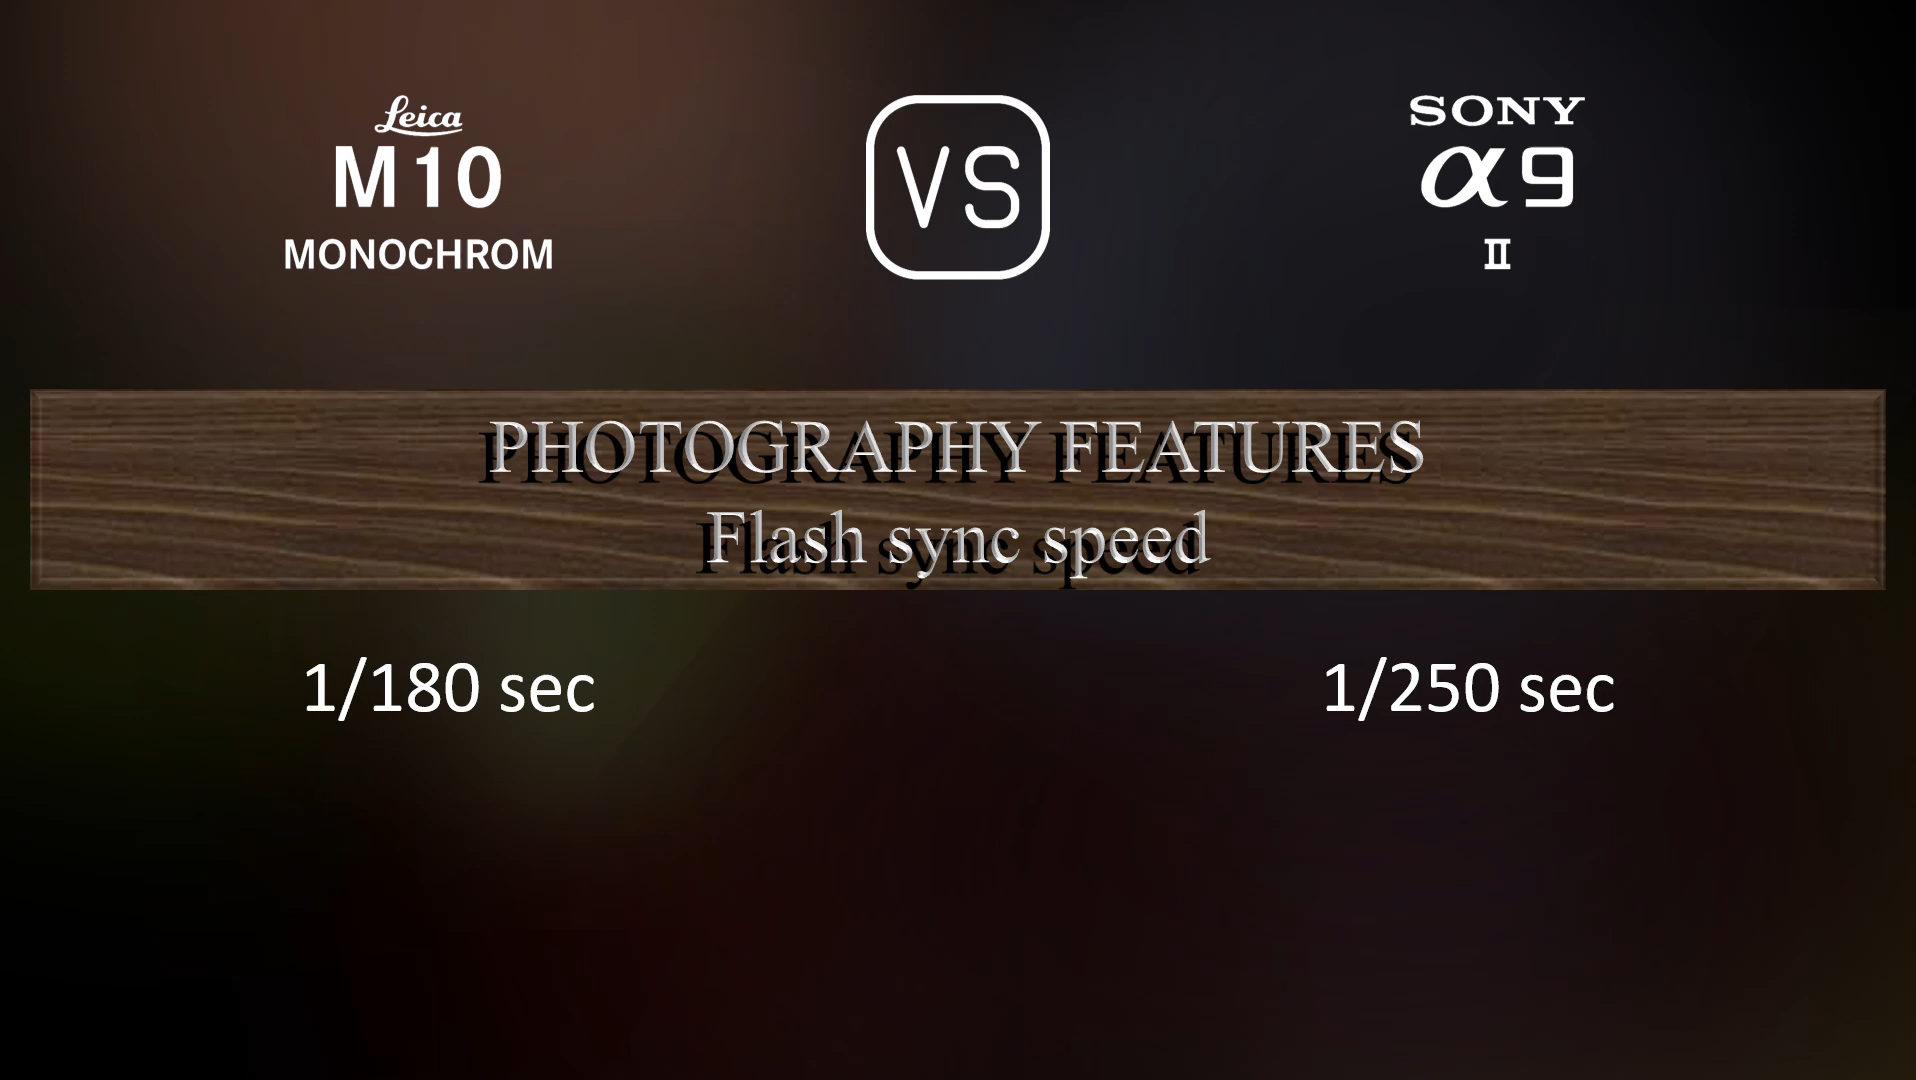 Leica
M10
MONOCHROM
VS
SONY
α9
II
PHOTOGRAPHY FEATURES
Flash sync speed
1/180 sec
1/250 sec